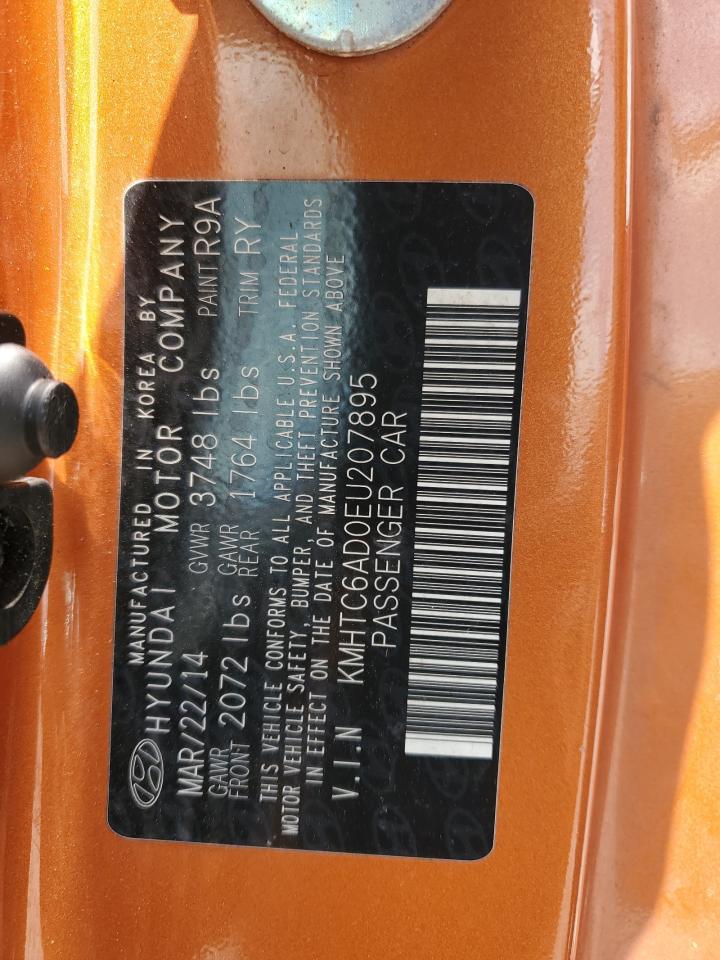 MANUFACTURED IN KOREA BY
HYUNDAI MOTOR COMPANY
MAR/22/14 GVWR 3748 lbs PAINT R9A
GAWR FRONT 2072 lbs GAWR REAR 1764 lbs TRIM RY
THIS VEHICLE CONFORMS TO ALL APPLICABLE U.S.A. FEDERAL
MOTOR VEHICLE SAFETY, BUMPER, AND THEFT PREVENTION STANDARDS
IN EFFECT ON THE DATE OF MANUFACTURE SHOWN ABOVE
V.I.N KMHTC6AD0EU207895
PASSENGER CAR